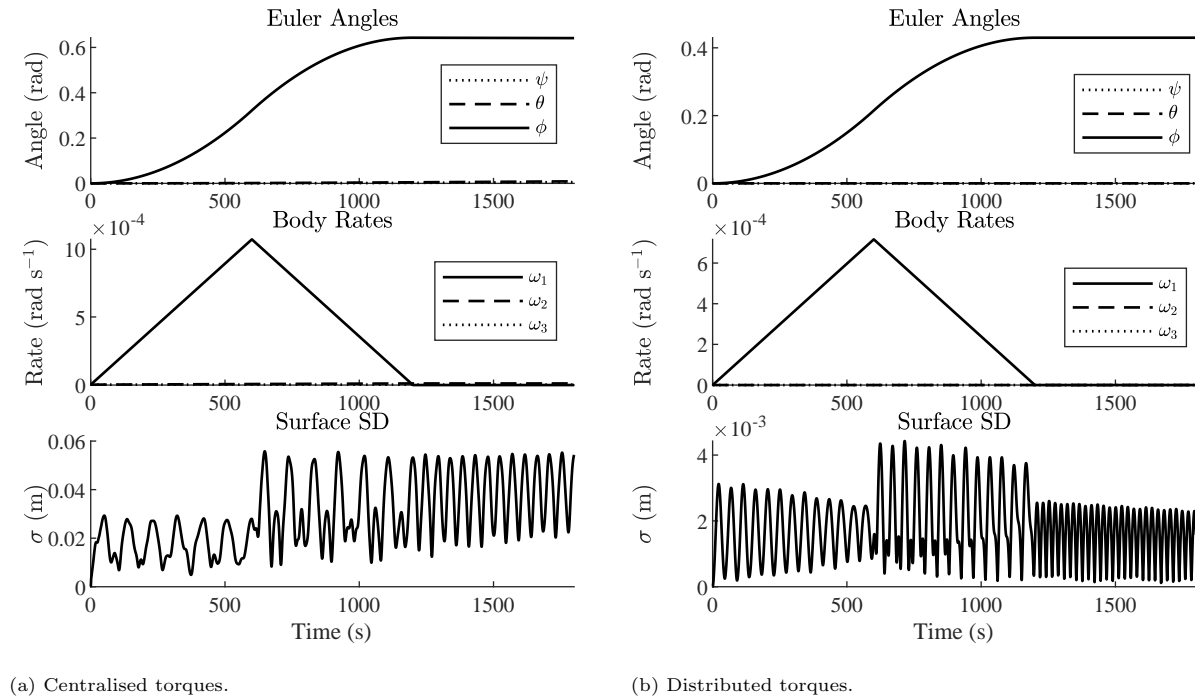 Euler Angles
Angle (rad)
0.6
0.4
0.2
0
0 500 1000 1500
ψ
θ
φ
Body Rates
×10⁻⁴
Rate (rad s⁻¹)
10
5
0
0 500 1000 1500
ω₁
ω₂
ω₃
Surface SD
σ (m)
0.06
0.04
0.02
0
0 500 1000 1500
Time (s)
(a) Centralised torques.
Euler Angles
Angle (rad)
0.4
0.2
0
0 500 1000 1500
ψ
θ
φ
Body Rates
×10⁻⁴
Rate (rad s⁻¹)
6
4
2
0
0 500 1000 1500
ω₁
ω₂
ω₃
Surface SD
×10⁻³
σ (m)
4
2
0
0 500 1000 1500
Time (s)
(b) Distributed torques.